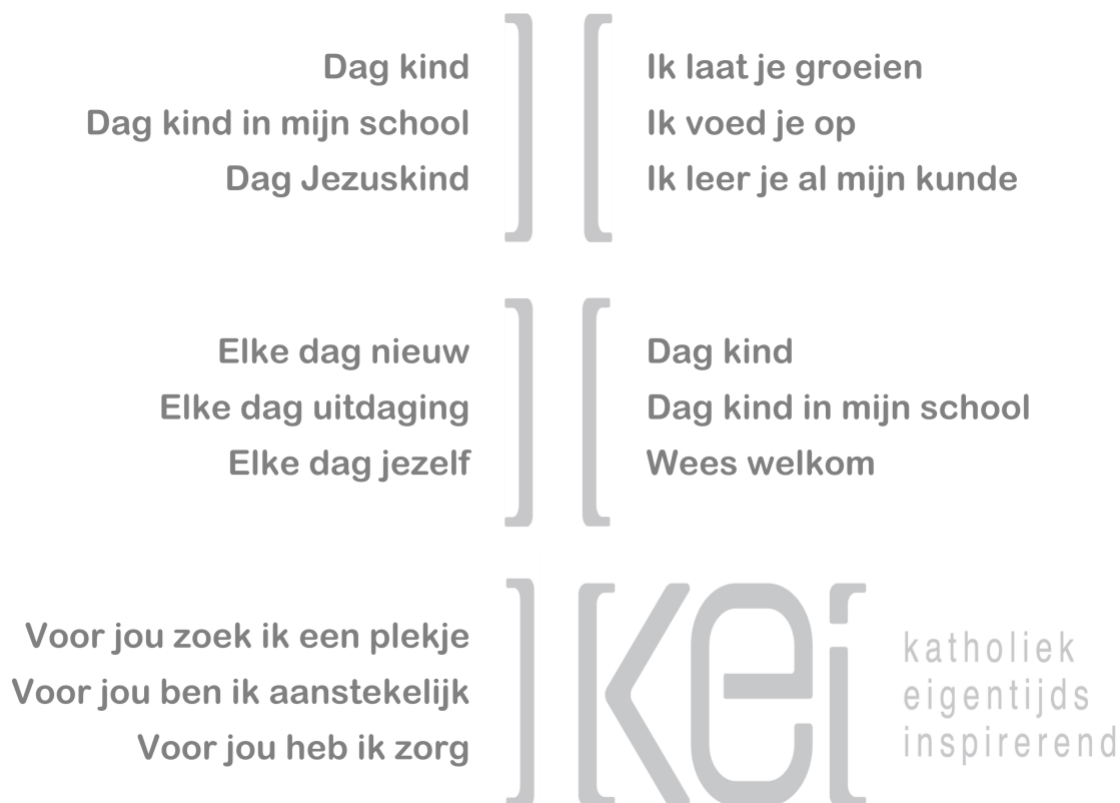 Dag kind
Dag kind in mijn school
Dag Jezuskind
Elke dag nieuw
Elke dag uitdaging
Elke dag jezelf
Voor jou zoek ik een plekje
Voor jou ben ik aanstekelijk
Voor jou heb ik zorg
Ik laat je groeien
Ik voed je op
Ik leer je al mijn kunde
Dag kind
Dag kind in mijn school
Wees welkom
kei
katholiek
eigentijds
inspirerend